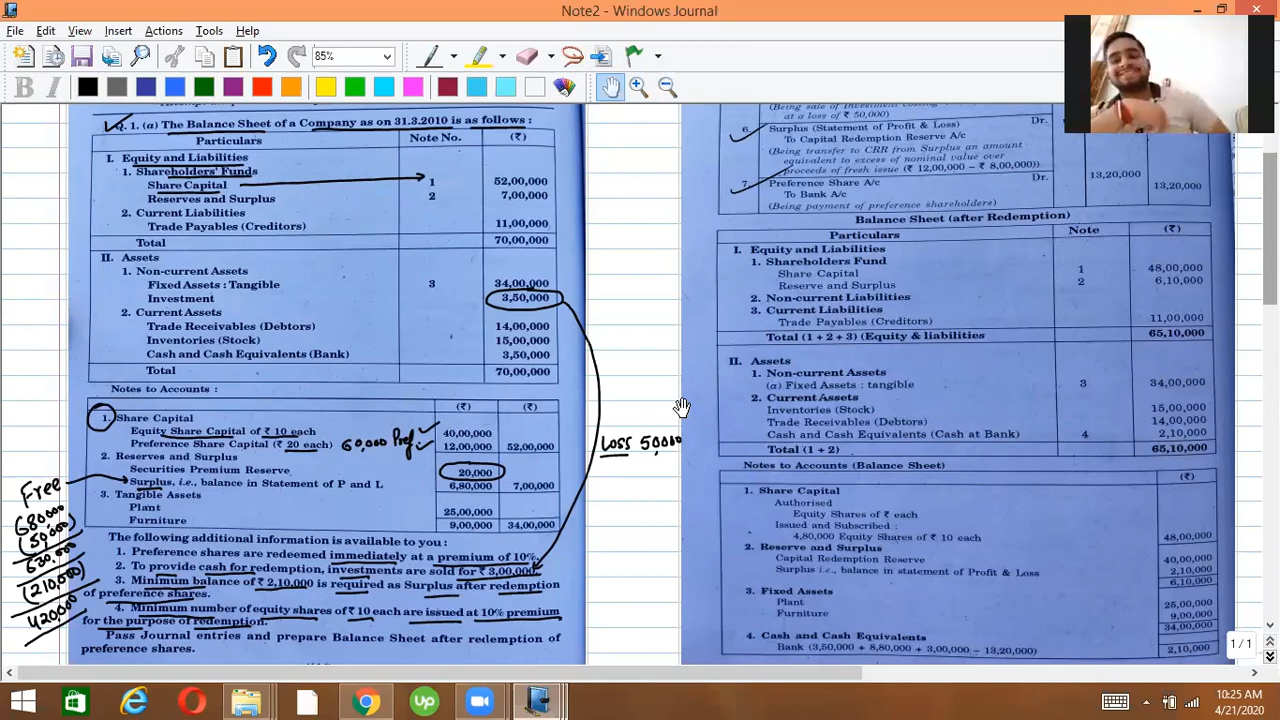 Note2 - Windows Journal
File Edit View Insert Actions Tools Help
85%
Q. 1. (a) The Balance Sheet of a Company as on 31.3.2010 is as follows :
Particulars Note No. (₹)
I. Equity and Liabilities
1. Shareholders' Funds
Share Capital 1 52,00,000
Reserves and Surplus 2 7,00,000
2. Current Liabilities
Trade Payables (Creditors) 11,00,000
Total 70,00,000
II. Assets
1. Non-current Assets
Fixed Assets : Tangible 3 34,00,000
Investment 3,50,000
2. Current Assets
Trade Receivables (Debtors) 14,00,000
Inventories (Stock) 15,00,000
Cash and Cash Equivalents (Bank) 3,50,000
Total 70,00,000
Notes to Accounts :
(₹) (₹)
1. Share Capital
Equity Share Capital of ₹ 10 each 40,00,000
Preference Share Capital (₹ 20 each) 60,000 Pref 12,00,000 52,00,000
2. Reserves and Surplus
Securities Premium Reserve 20,000
Surplus, i.e., balance in Statement of P and L 6,80,000 7,00,000
3. Tangible Assets
Plant 25,00,000
Furniture 9,00,000 34,00,000
Loss 50,000
Free
680000
(50,000)
630,000
(210,000)
420,000
The following additional information is available to you :
1. Preference shares are redeemed immediately at a premium of 10%.
2. To provide cash for redemption, investments are sold for ₹ 3,00,000.
3. Minimum balance of ₹ 2,10,000 is required as Surplus after redemption
of preference shares.
4. Minimum number of equity shares of ₹ 10 each are issued at 10% premium
for the purpose of redemption.
Pass Journal entries and prepare Balance Sheet after redemption of
preference shares.
(Being sale of Investment costing
at a loss of ₹ 50,000)
6. Surplus (Statement of Profit & Loss) Dr.
To Capital Redemption Reserve A/c
(Being transfer to CRR from Surplus an amount
equivalent to excess of nominal value over
proceeds of fresh issue (₹ 12,00,000 – ₹ 8,00,000))
7. Preference Share A/c Dr. 13,20,000
To Bank A/c 13,20,000
(Being payment of preference shareholders)
Balance Sheet (after Redemption)
Particulars Note (₹)
I. Equity and Liabilities
1. Shareholders Fund
Share Capital 1 48,00,000
Reserve and Surplus 2 6,10,000
2. Non-current Liabilities
3. Current Liabilities
Trade Payables (Creditors) 11,00,000
Total (1 + 2 + 3) (Equity & liabilities 65,10,000
II. Assets
1. Non-current Assets
(a) Fixed Assets : tangible 3 34,00,000
2. Current Assets
Inventories (Stock) 15,00,000
Trade Receivables (Debtors) 14,00,000
Cash and Cash Equivalents (Cash at Bank) 4 2,10,000
Total (1 + 2) 65,10,000
Notes to Accounts (Balance Sheet)
(₹)
1. Share Capital
Authorised
Equity Shares of ₹ each
Issued and Subscribed :
4,80,000 Equity Shares of ₹ 10 each 48,00,000
2. Reserve and Surplus
Capital Redemption Reserve 40,00,000
Surplus i.e., balance in statement of Profit & Loss 2,10,000
6,10,000
3. Fixed Assets
Plant 25,00,000
Furniture 9,00,000
34,00,000
4. Cash and Cash Equivalents
Bank (3,50,000 + 8,80,000 + 3,00,000 – 13,20,000) 2,10,000
1/1
10:25 AM
4/21/2020